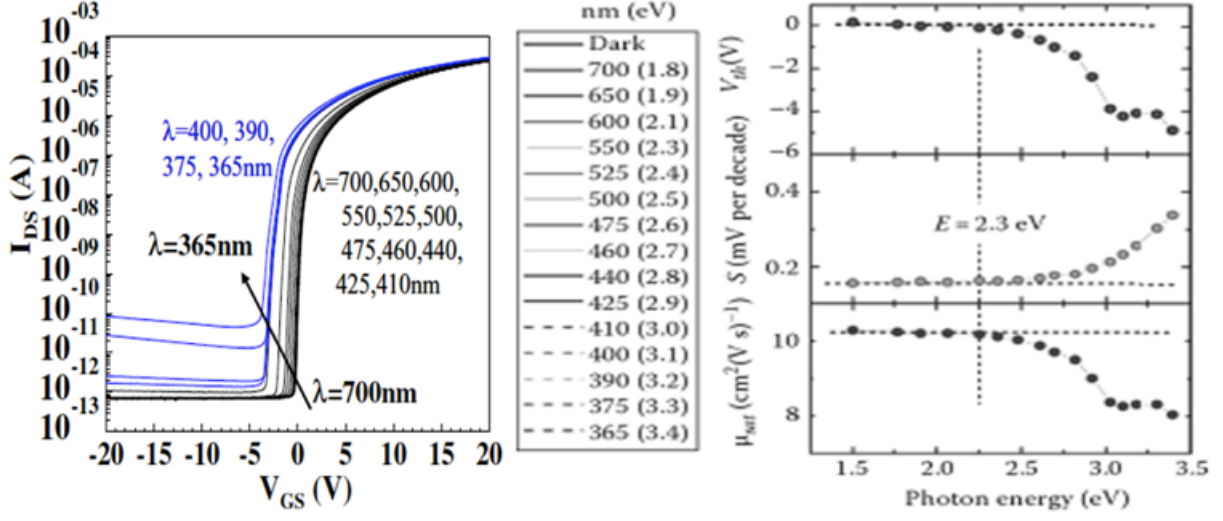 10-03
10-04
10-05
10-06
10-07
10-08
10-09
10-10
10-11
10-12
10-13
IDS (A)
λ=400, 390,
375, 365nm
λ=700,650,600,
550,525,500,
475,460,440,
425,410nm
λ=365nm
λ=700nm
-20 -15 -10 -5 0 5 10 15 20
VGS (V)
nm (eV)
Dark
700 (1.8)
650 (1.9)
600 (2.1)
550 (2.3)
525 (2.4)
500 (2.5)
475 (2.6)
460 (2.7)
440 (2.8)
425 (2.9)
410 (3.0)
400 (3.1)
390 (3.2)
375 (3.3)
365 (3.4)
Vth(V)
0
−2
−4
−6
S (mV per decade)
0.4
0.2
E = 2.3 eV
μsat (cm2(V s)−1)
10
8
1.5 2.0 2.5 3.0 3.5
Photon energy (eV)